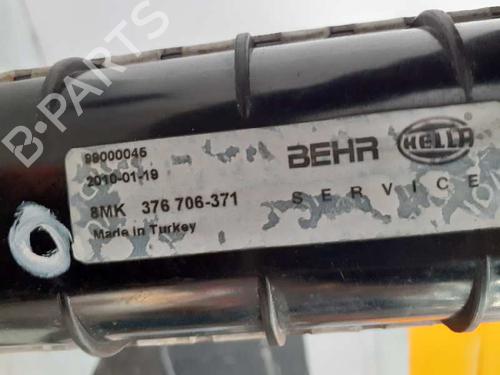 B-PARTS
99000045
2010-01-19
8MK 376 706-371
Made in Turkey
BEHR HELLA
SERVICE